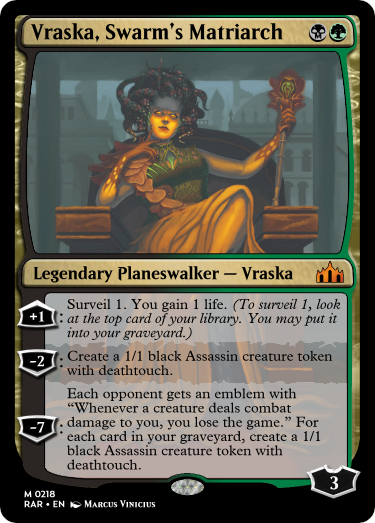 Vraska, Swarm's Matriarch
Legendary Planeswalker — Vraska
+1: Surveil 1. You gain 1 life. (To surveil 1, look
at the top card of your library. You may put it
into your graveyard.)
-2: Create a 1/1 black Assassin creature token
with deathtouch.
Each opponent gets an emblem with
“Whenever a creature deals combat
damage to you, you lose the game.” For
-7: each card in your graveyard, create a 1/1
black Assassin creature token with
deathtouch.
3
M 0218
RAR • EN Marcus Vinicius